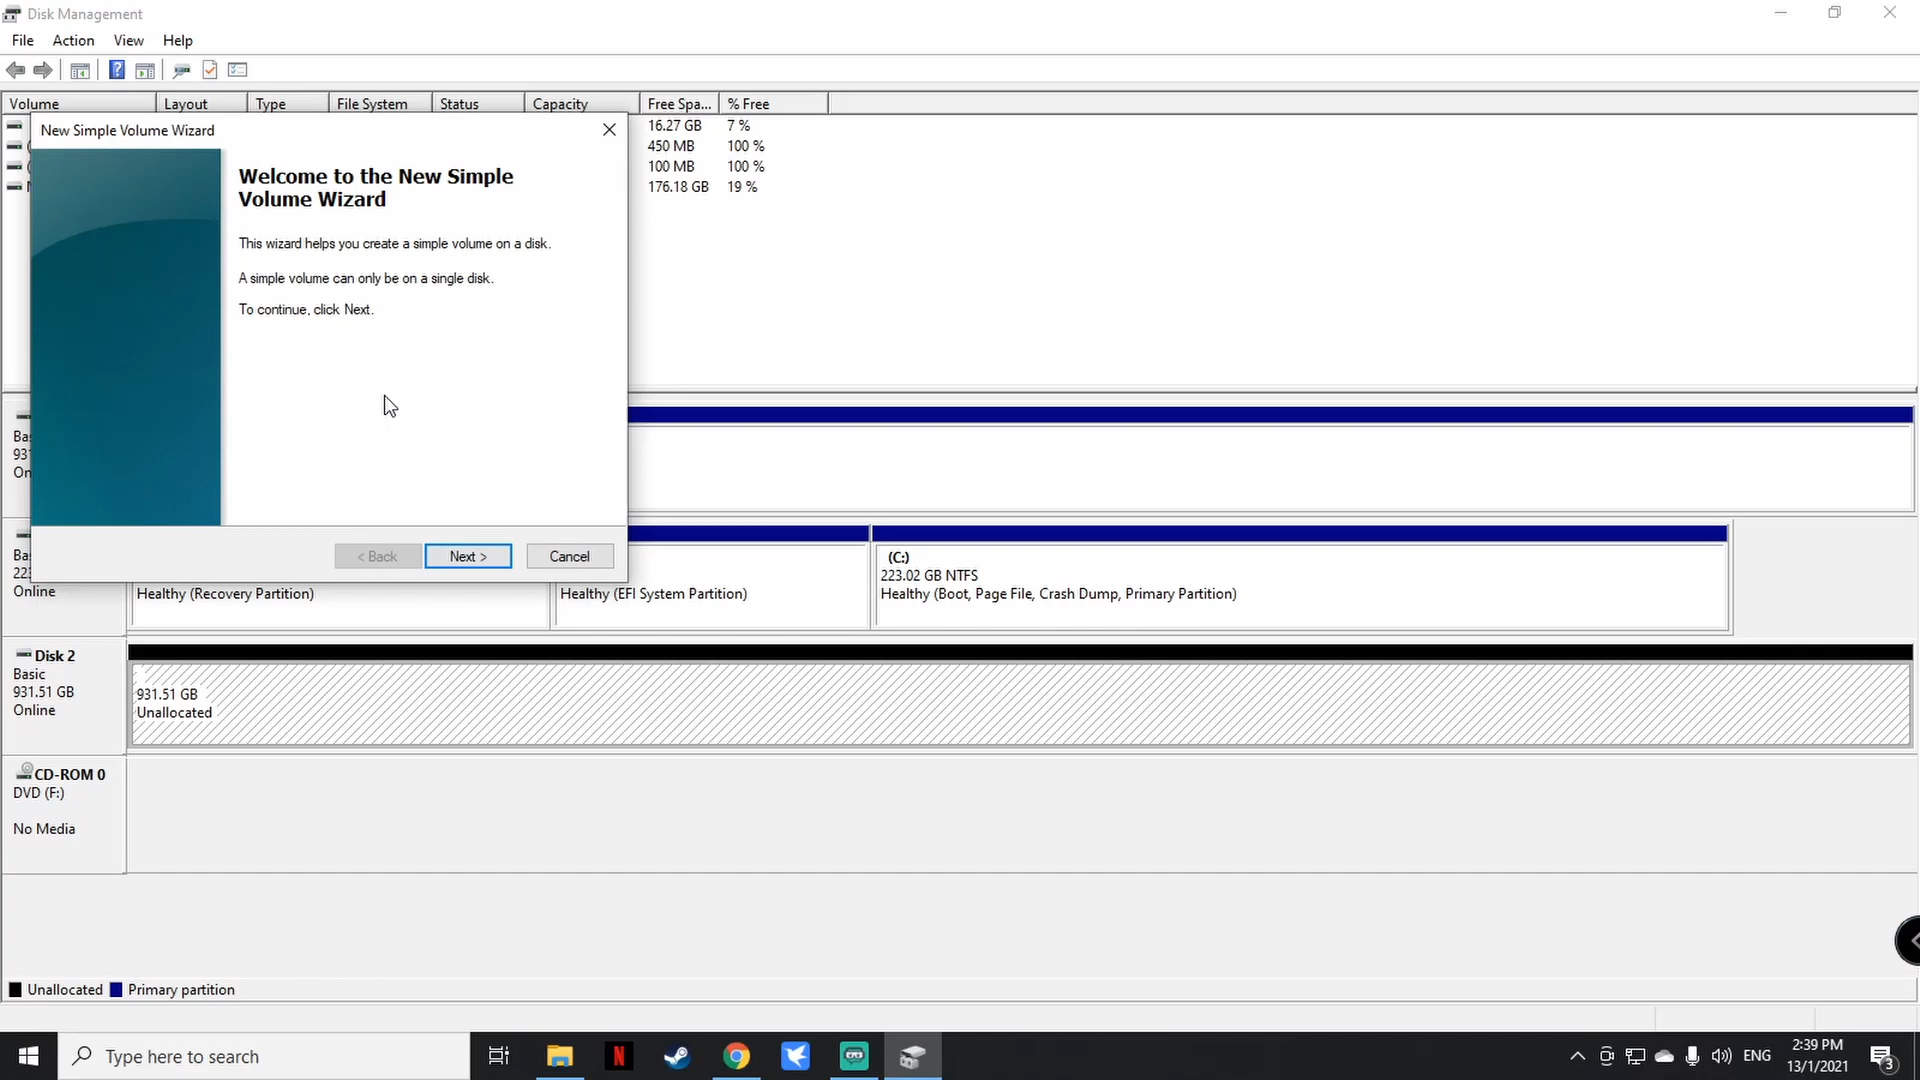 Disk Management
File Action View Help
Volume Layout Type File System Status Capacity Free Spa... % Free
16.27 GB 7 %
450 MB 100 %
100 MB 100 %
176.18 GB 19 %
New Simple Volume Wizard
Welcome to the New Simple
Volume Wizard
This wizard helps you create a simple volume on a disk.
A simple volume can only be on a single disk.
To continue, click Next.
< Back Next > Cancel
Bas
931
On
Bas
223
Online
Healthy (Recovery Partition)
Healthy (EFI System Partition)
(C:)
223.02 GB NTFS
Healthy (Boot, Page File, Crash Dump, Primary Partition)
Disk 2
Basic
931.51 GB
Online
931.51 GB
Unallocated
CD-ROM 0
DVD (F:)
No Media
Unallocated Primary partition
Type here to search
N
ENG
2:39 PM
13/1/2021
3